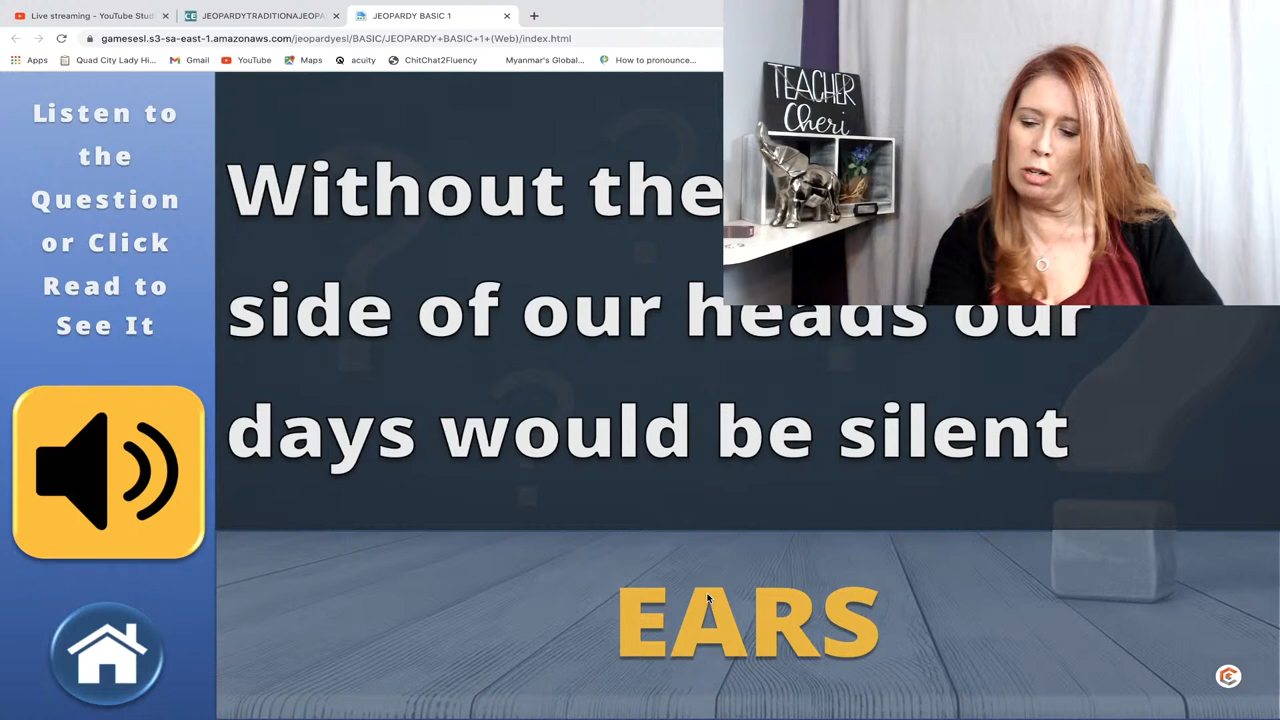 Live streaming - YouTube Stud
JEOPARDYTRADITIONAJEOPA
JEOPARDY BASIC 1
gamesesl.s3-sa-east-1.amazonaws.com/jeopardyesl/BASIC/JEOPARDY+BASIC+1+(Web)/index.html
Apps
Quad City Lady Hi...
Gmail
YouTube
Maps
acuity
ChitChat2Fluency
Myanmar's Global...
How to pronounce...
TEACHER
Cheri
Listen to
the
Question
or Click
Read to
See It
Without the
side of our heads our
days would be silent
EARS